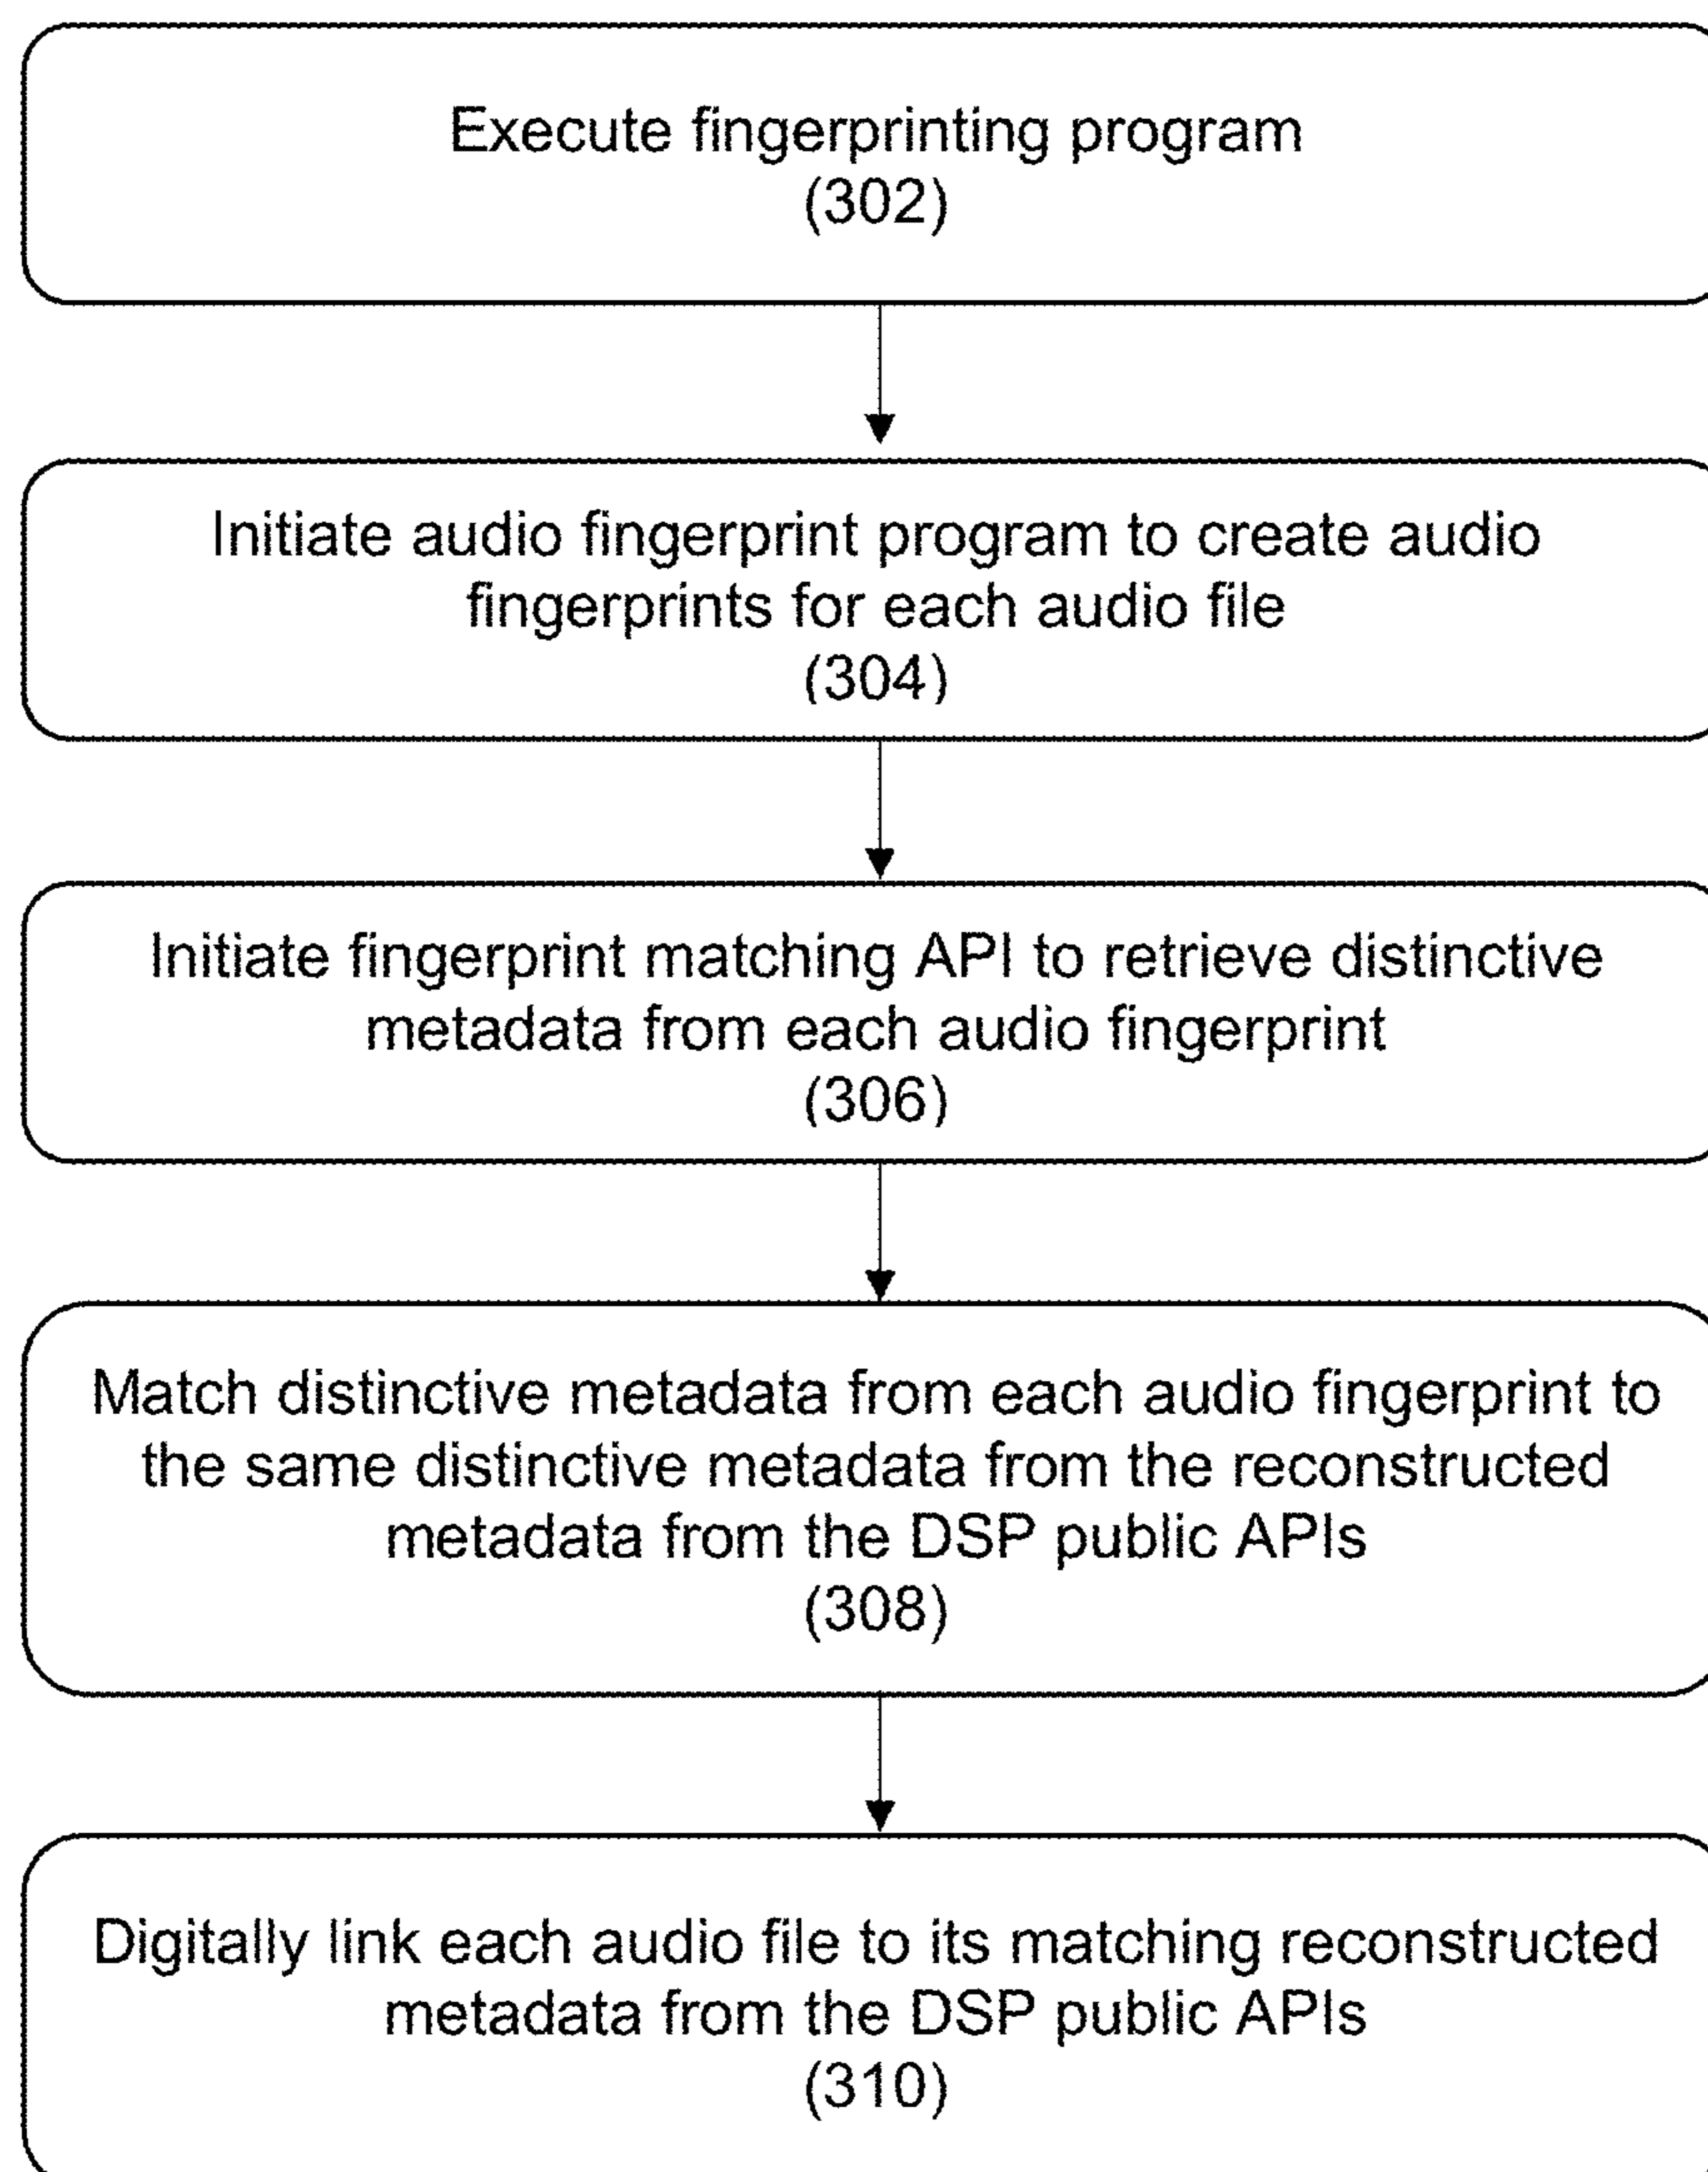 Execute fingerprinting program
(302)
Initiate audio fingerprint program to create audio
fingerprints for each audio file
(304)
Initiate fingerprint matching API to retrieve distinctive
metadata from each audio fingerprint
(306)
Match distinctive metadata from each audio fingerprint to
the same distinctive metadata from the reconstructed
metadata from the DSP public APIs
(308)
Digitally link each audio file to its matching reconstructed
metadata from the DSP public APIs
(310)